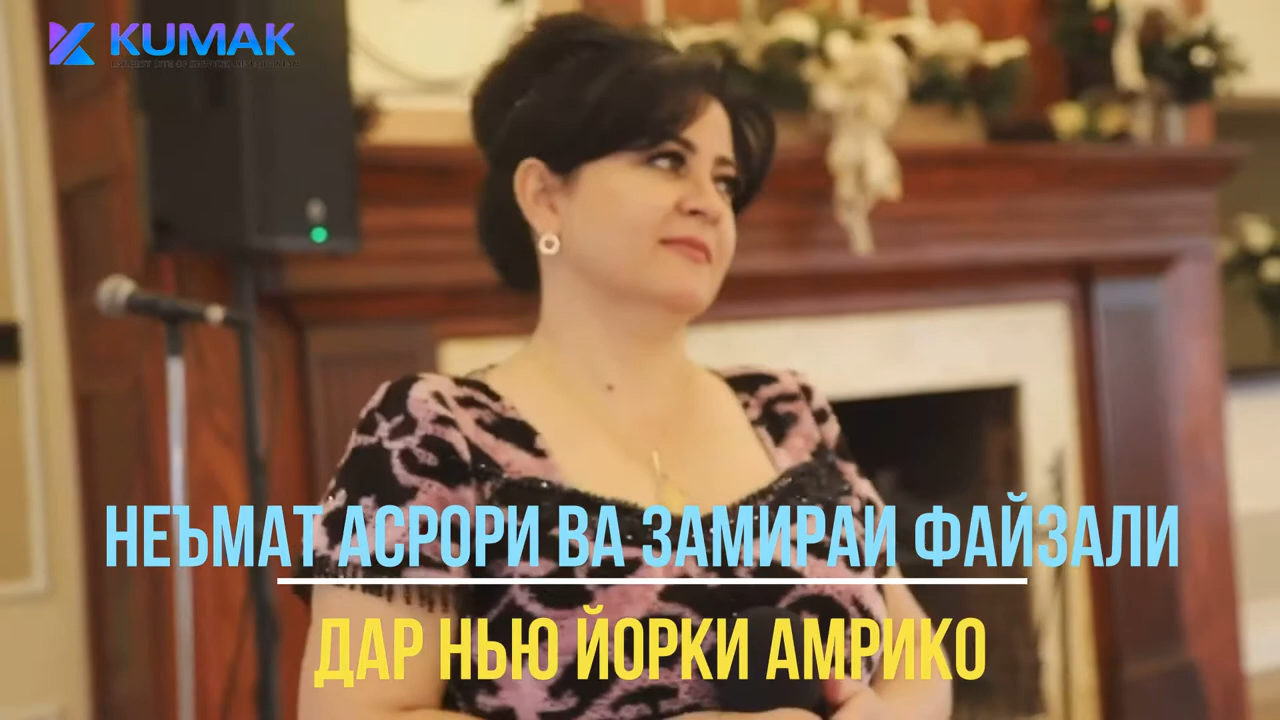 KUMAK
НЕЪМАТ АСРОРИ ВА ЗАМИРАИ ФАЙЗАЛИ
ДАР НЬЮ ЙОРКИ АМРИКО